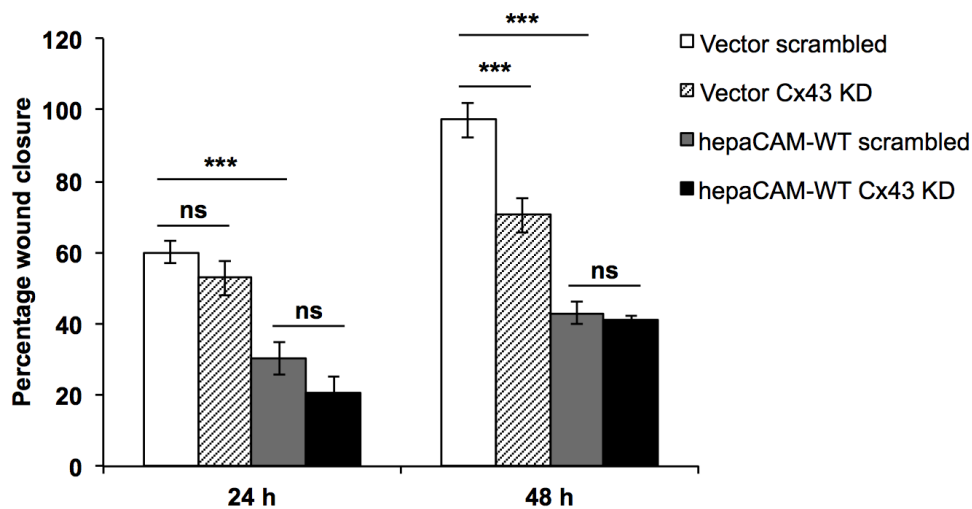 Percentage wound closure
120
100
80
60
40
20
0
***
ns
ns
***
***
ns
24 h
48 h
Vector scrambled
Vector Cx43 KD
hepaCAM-WT scrambled
hepaCAM-WT Cx43 KD